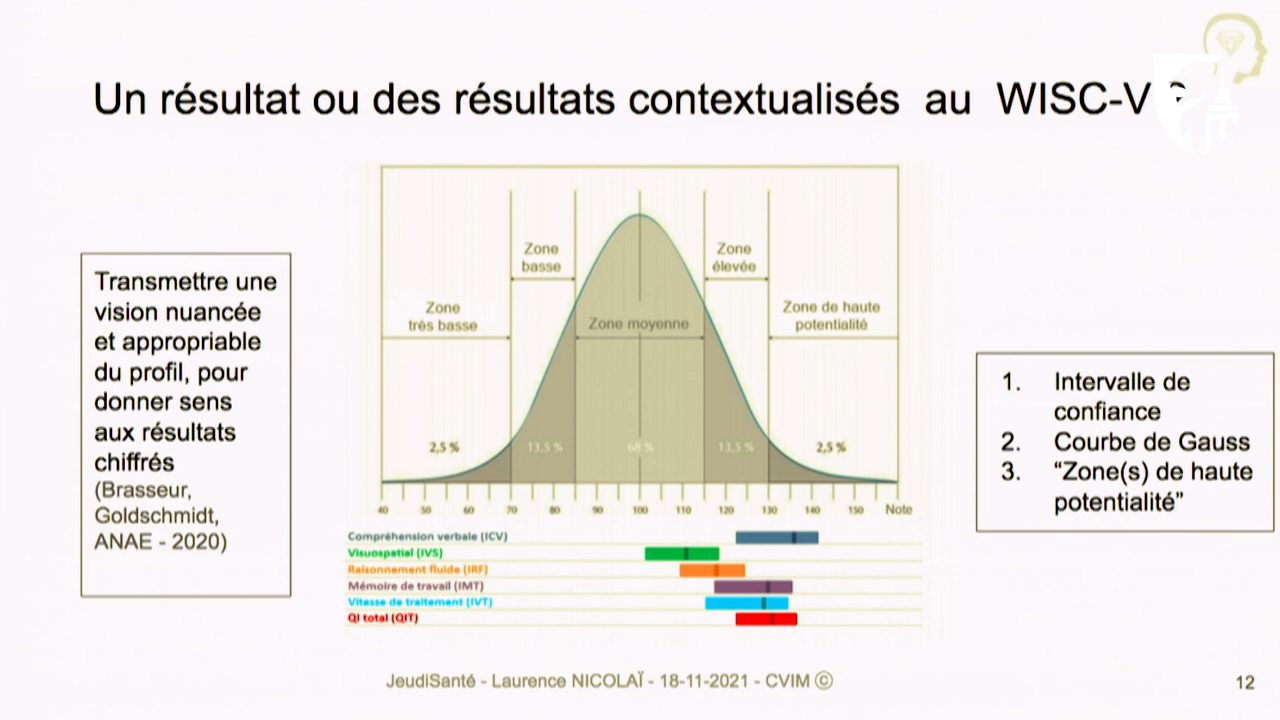 Un résultat ou des résultats contextualisés au WISC-V ?
Transmettre une
vision nuancée
et appropriable
du profil, pour
donner sens
aux résultats
chiffrés
(Brasseur,
Goldschmidt,
ANAE - 2020)
Zone
basse
Zone
élevée
Zone
très basse
Zone moyenne
Zone de haute
potentialité
2,5 %
13,5 %
68 %
13,5 %
2,5 %
40 50 60 70 80 90 100 110 120 130 140 150 Note
Compréhension verbale (ICV)
Visuospatial (IVS)
Raisonnement fluide (IRF)
Mémoire de travail (IMT)
Vitesse de traitement (IVT)
QI total (QIT)
1. Intervalle de
confiance
2. Courbe de Gauss
3. “Zone(s) de haute
potentialité”
JeudiSanté - Laurence NICOLAÏ - 18-11-2021 - CVIM ©
12